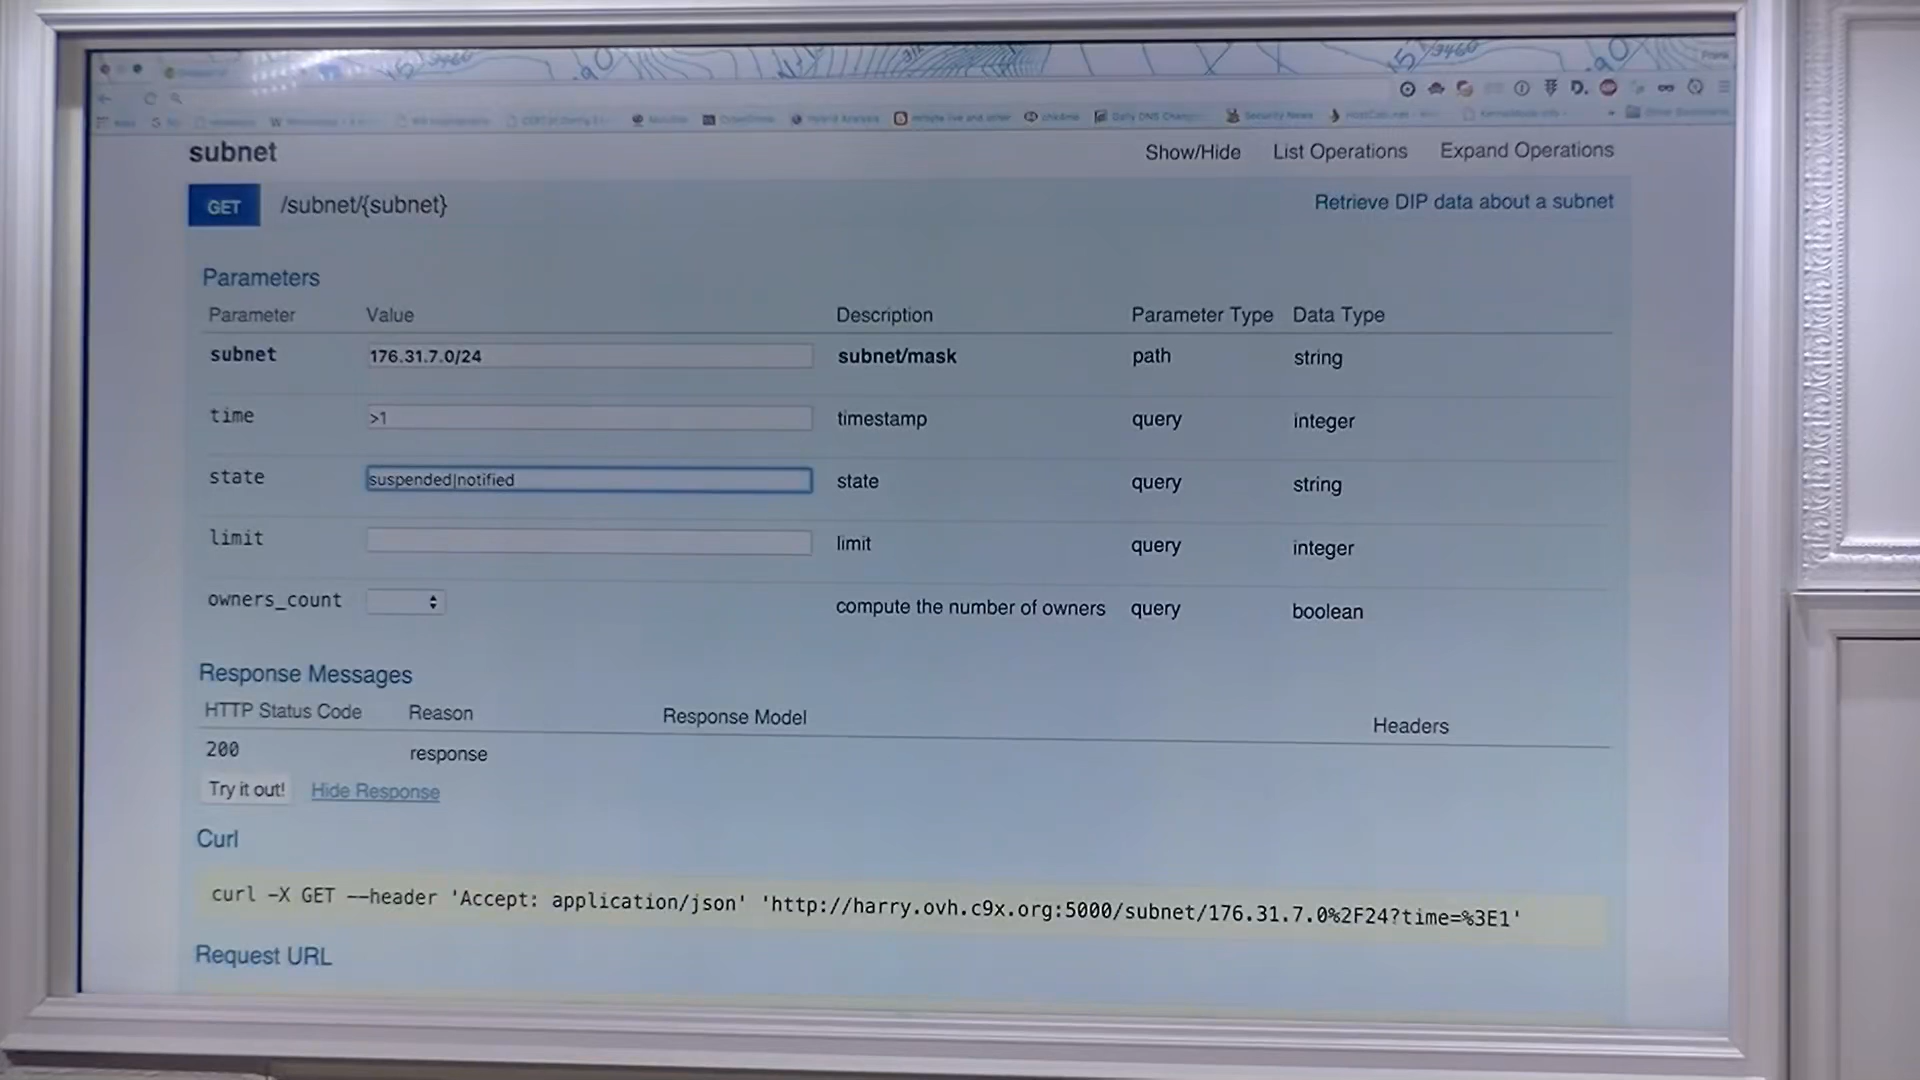 subnet Show/Hide List Operations Expand Operations
GET /subnet/{subnet} Retrieve DIP data about a subnet
Parameters
Parameter Value Description Parameter Type Data Type
subnet 176.31.7.0/24 subnet/mask path string
time >1 timestamp query integer
state suspended|notified state query string
limit limit query integer
owners_count compute the number of owners query boolean
Response Messages
HTTP Status Code Reason Response Model Headers
200 response
Try it out! Hide Response
Curl
curl -X GET --header 'Accept: application/json' 'http://harry.ovh.c9x.org:5000/subnet/176.31.7.0%2F24?time=%3E1'
Request URL